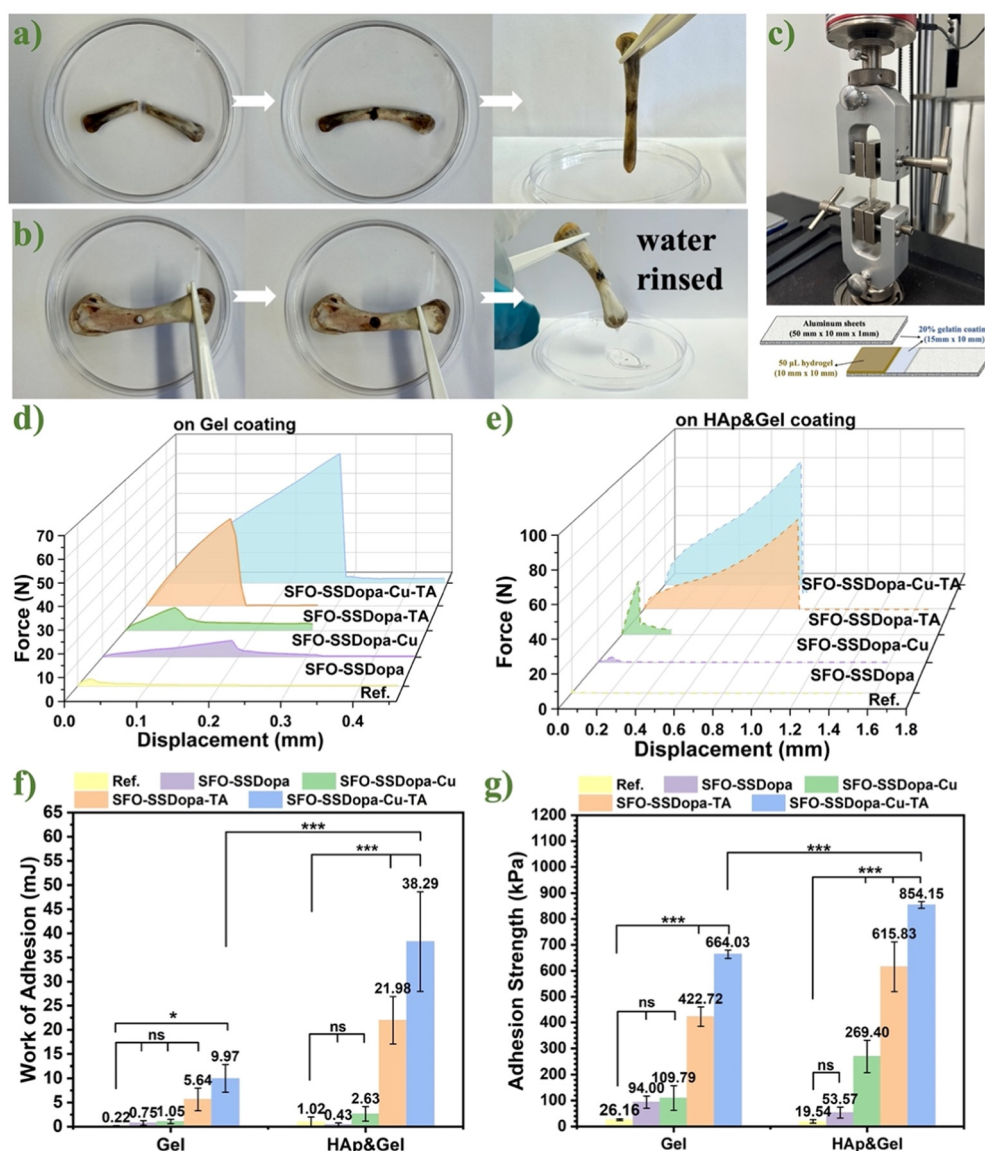 a)
b)
water
rinsed
c)
Aluminum sheets
(50 mm x 10 mm x 1mm)
20% gelatin coatin
(15mm x 10 mm)
50 μL hydrogel
(10 mm x 10 mm)
d)
on Gel coating
70
60
50
40
30
20
10
0
Force (N)
SFO-SSDopa-Cu-TA
SFO-SSDopa-TA
SFO-SSDopa-Cu
SFO-SSDopa
Ref.
0.0 0.1 0.2 0.3 0.4
Displacement (mm)
e)
on HAp&Gel coating
100
80
60
40
20
0
Force (N)
SFO-SSDopa-Cu-TA
SFO-SSDopa-TA
SFO-SSDopa-Cu
SFO-SSDopa
Ref.
0.0 0.2 0.4 0.6 0.8 1.0 1.2 1.4 1.6 1.8
Displacement (mm)
f)
Ref. SFO-SSDopa SFO-SSDopa-Cu
SFO-SSDopa-TA SFO-SSDopa-Cu-TA
65
60
55
50
45
40
35
30
25
20
15
10
5
0
Work of Adhesion (mJ)
***
***
38.29
21.98
*
ns
ns
9.97
5.64
0.22 0.75 1.05
1.02 0.43 2.63
Gel HAp&Gel
g)
Ref. SFO-SSDopa SFO-SSDopa-Cu
SFO-SSDopa-TA SFO-SSDopa-Cu-TA
1200
1100
1000
900
800
700
600
500
400
300
200
100
0
Adhesion Strength (kPa)
***
***
854.15
***
664.03
615.83
ns
422.72
269.40
ns
26.16 94.00 109.79
19.54 53.57
Gel HAp&Gel